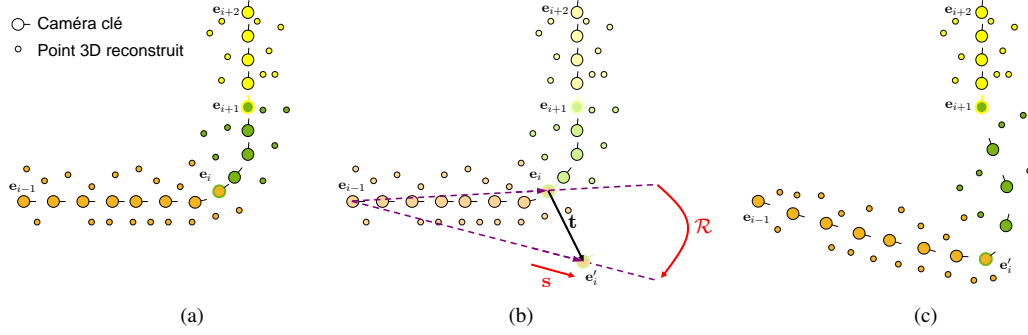 e_{i+2}
Caméra clé
Point 3D reconstruit
e_{i+1}
e_i
e_{i−1}
(a)
e_{i+2}
e_{i+1}
e_i
e_{i−1}
t
R
s
e′_i
(b)
e_{i+2}
e_{i+1}
e_{i−1}
e′_i
(c)